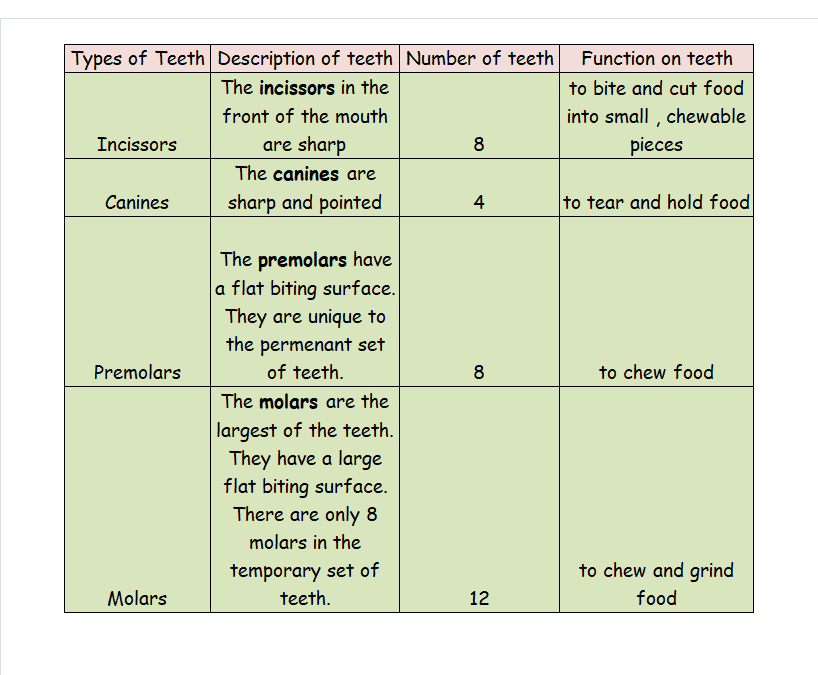 Types of Teeth Description of teeth Number of teeth Function on teeth
Incissors
The incissors in the
front of the mouth
are sharp
8
to bite and cut food
into small , chewable
pieces
Canines
The canines are
sharp and pointed
4
to tear and hold food
Premolars
The premolars have
a flat biting surface.
They are unique to
the permenant set
of teeth.
8
to chew food
Molars
The molars are the
largest of the teeth.
They have a large
flat biting surface.
There are only 8
molars in the
temporary set of
teeth.
12
to chew and grind
food